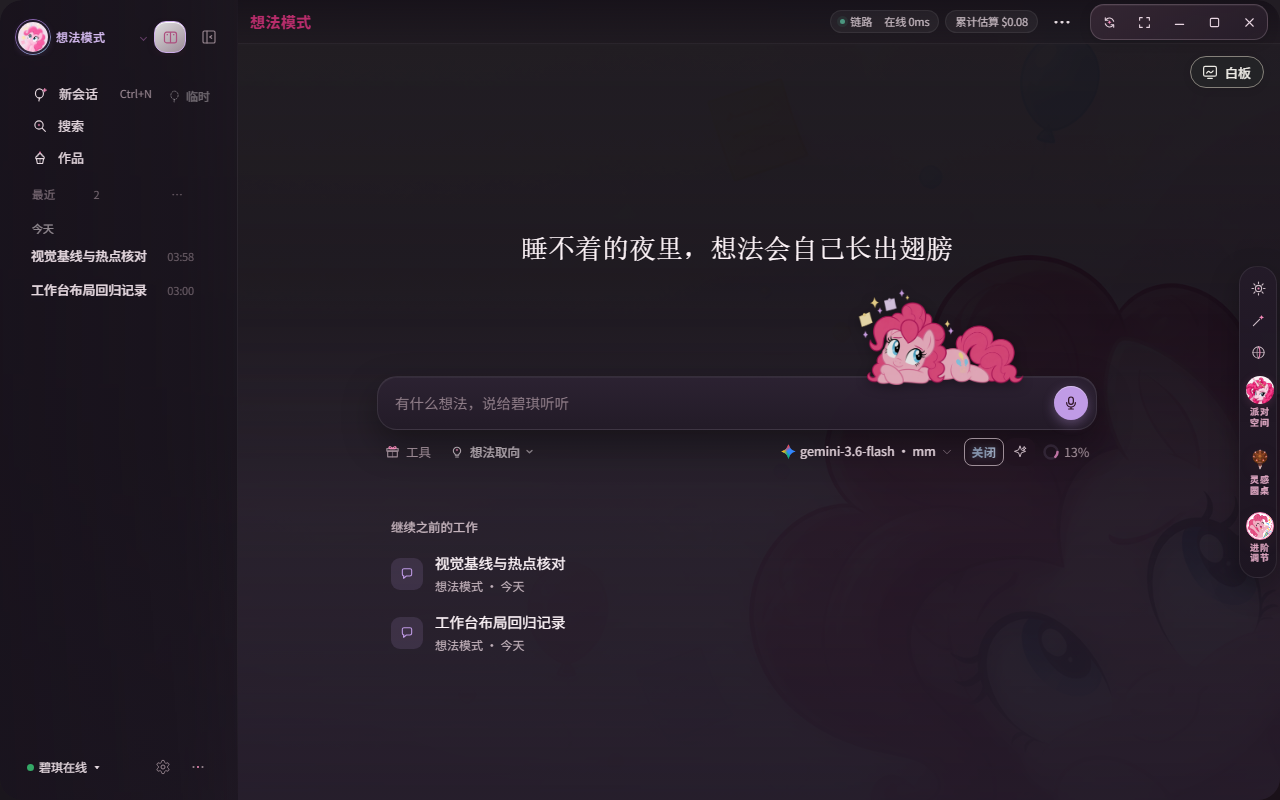 想法模式
新会话 Ctrl+N 临时
搜索
作品
最近 2
今天
视觉基线与热点核对 03:58
工作台布局回归记录 03:00
碧琪在线
想法模式
链路 在线 0ms
累计估算 $0.08
白板
睡不着的夜里，想法会自己长出翅膀
有什么想法，说给碧琪听听
工具 想法取向
gemini-3.6-flash • mm 关闭 13%
继续之前的工作
视觉基线与热点核对
想法模式 • 今天
工作台布局回归记录
想法模式 • 今天
派对
空间
灵感
圆桌
进阶
调节